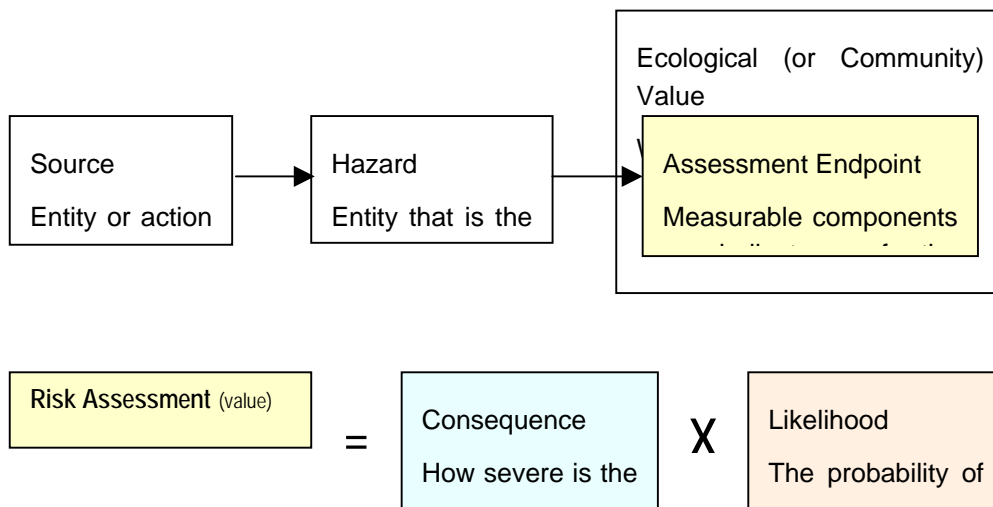 Ecological (or Community)
Value
Source
Entity or action
Hazard
Entity that is the
Assessment Endpoint
Measurable components
Risk Assessment (value)
=
Consequence
How severe is the
X
Likelihood
The probability of